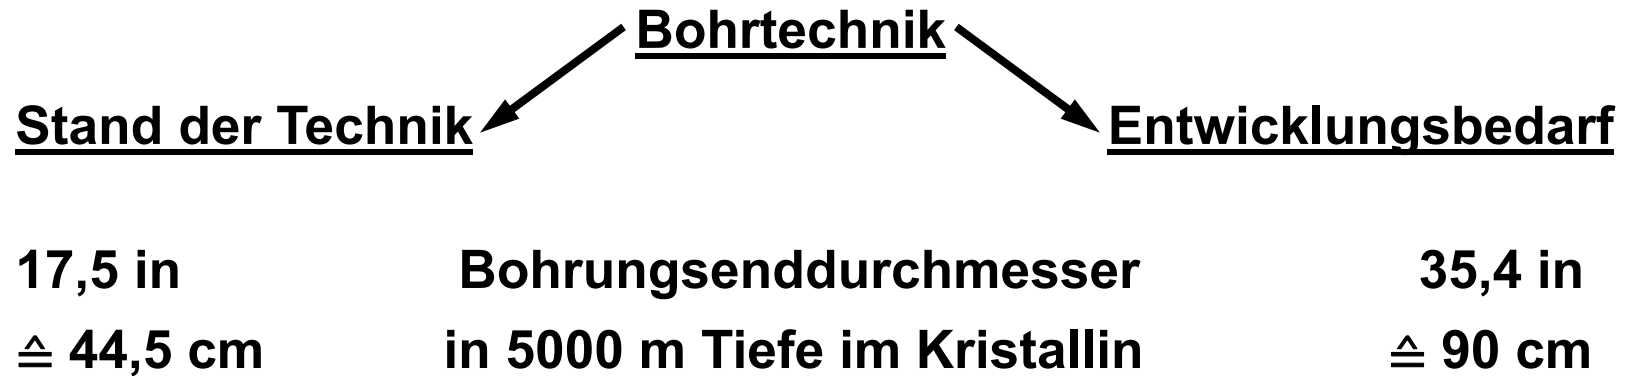 Bohrtechnik
Stand der Technik Entwicklungsbedarf
17,5 in Bohrungsenddurchmesser 35,4 in
≙ 44,5 cm in 5000 m Tiefe im Kristallin ≙ 90 cm